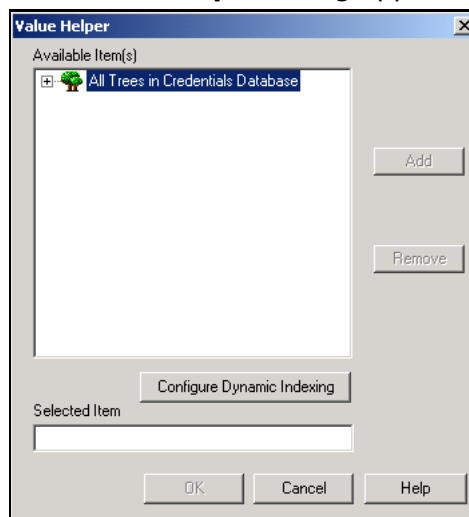 Value Helper
Available Item(s)
All Trees in Credentials Database
Add
Remove
Configure Dynamic Indexing
Selected Item
OK Cancel Help